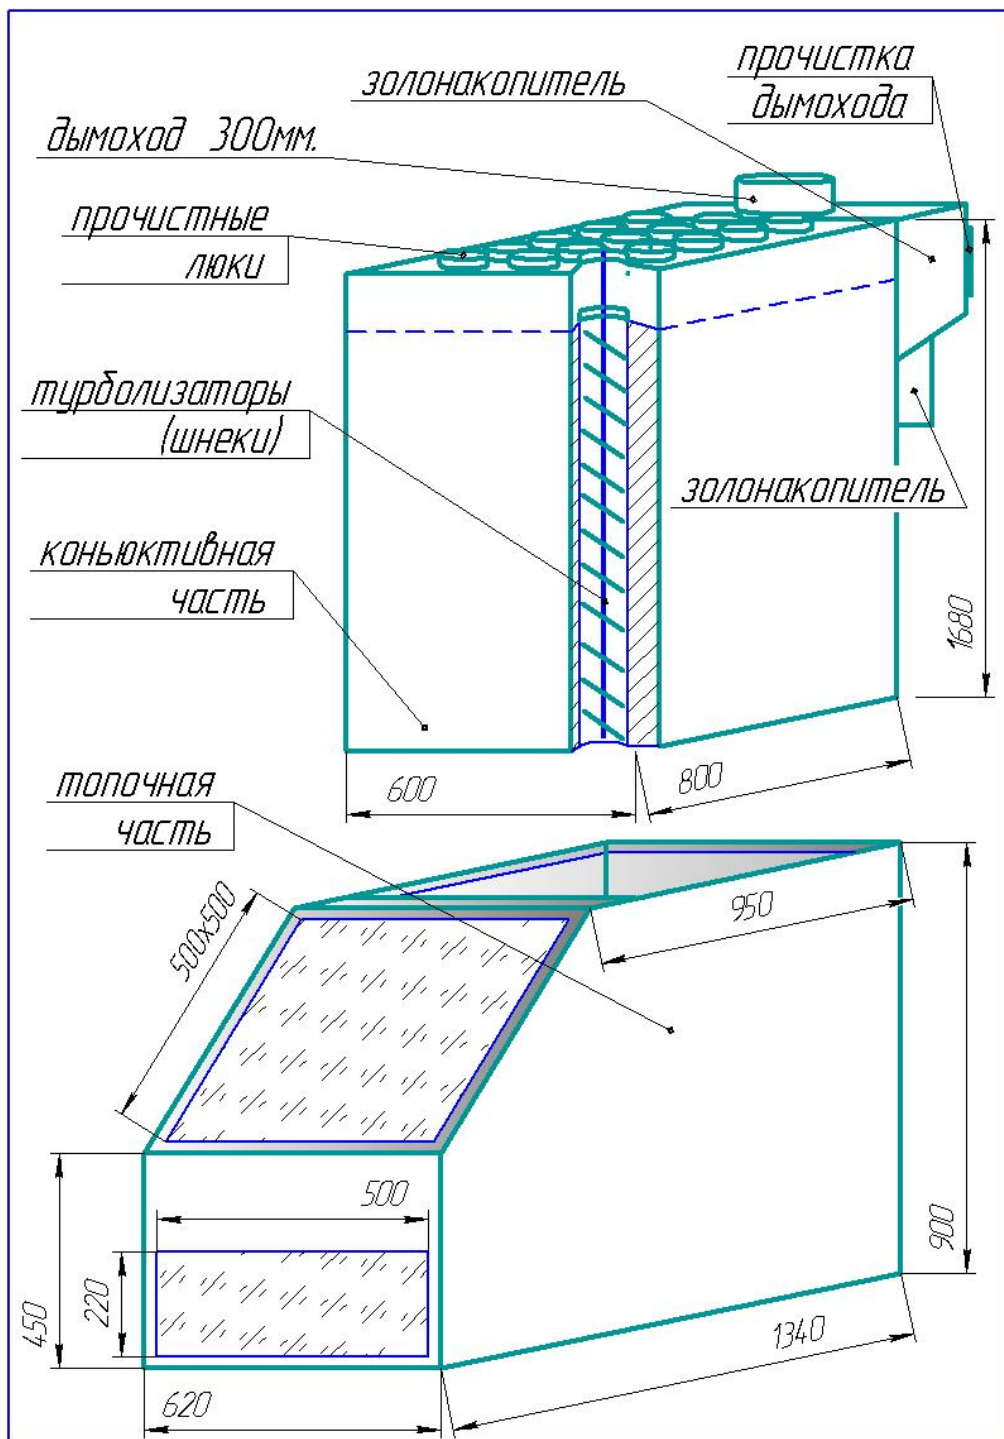 прочистка
дымохода
золонакопитель
дымоход 300мм.
прочистные
люки
турболизаторы
(шнеки)
золонакопитель
коньюктивная
часть
1680
600
800
топочная
часть
950
500х500
500
220
450
900
1340
620